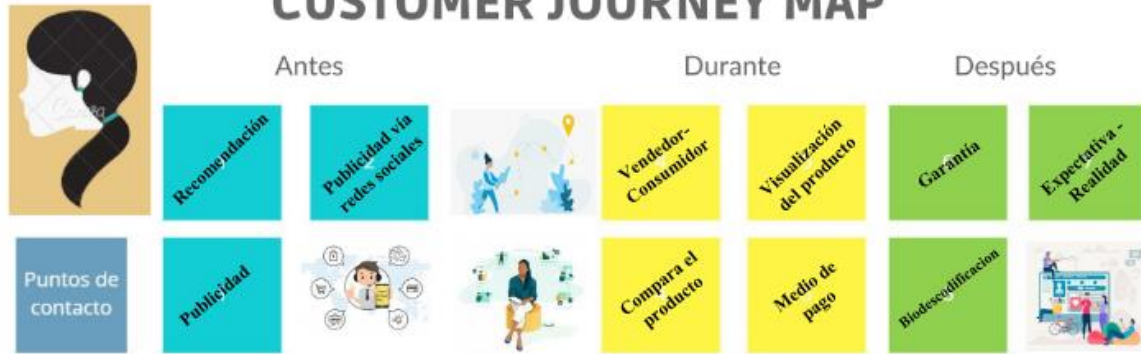 CUSTOMER JOURNEY MAP
Antes
Durante
Después
Recomendación
Publicidad vía
redes sociales
Vendedor-
Consumidor
Visualización
del producto
Garantía
Expectativa -
Realidad
Puntos de
contacto
Publicidad
Compara el
producto
Medio de
pago
Biodescodificacion